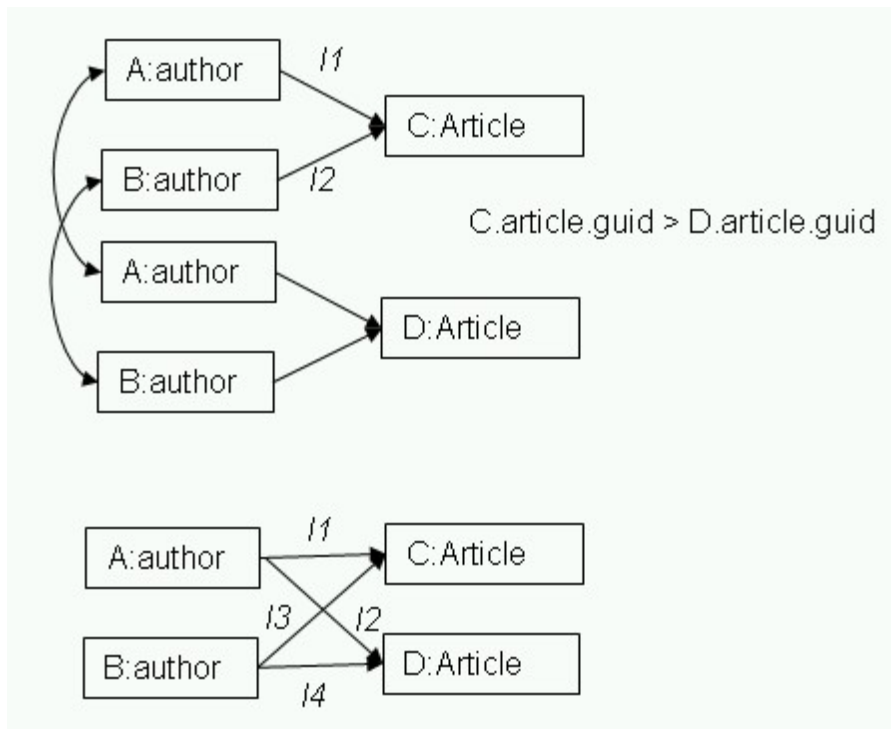 A:author
l1
C:Article
B:author
l2
C.article.guid > D.article.guid
A:author
D:Article
B:author
A:author
l1
C:Article
l3
l2
B:author
D:Article
l4